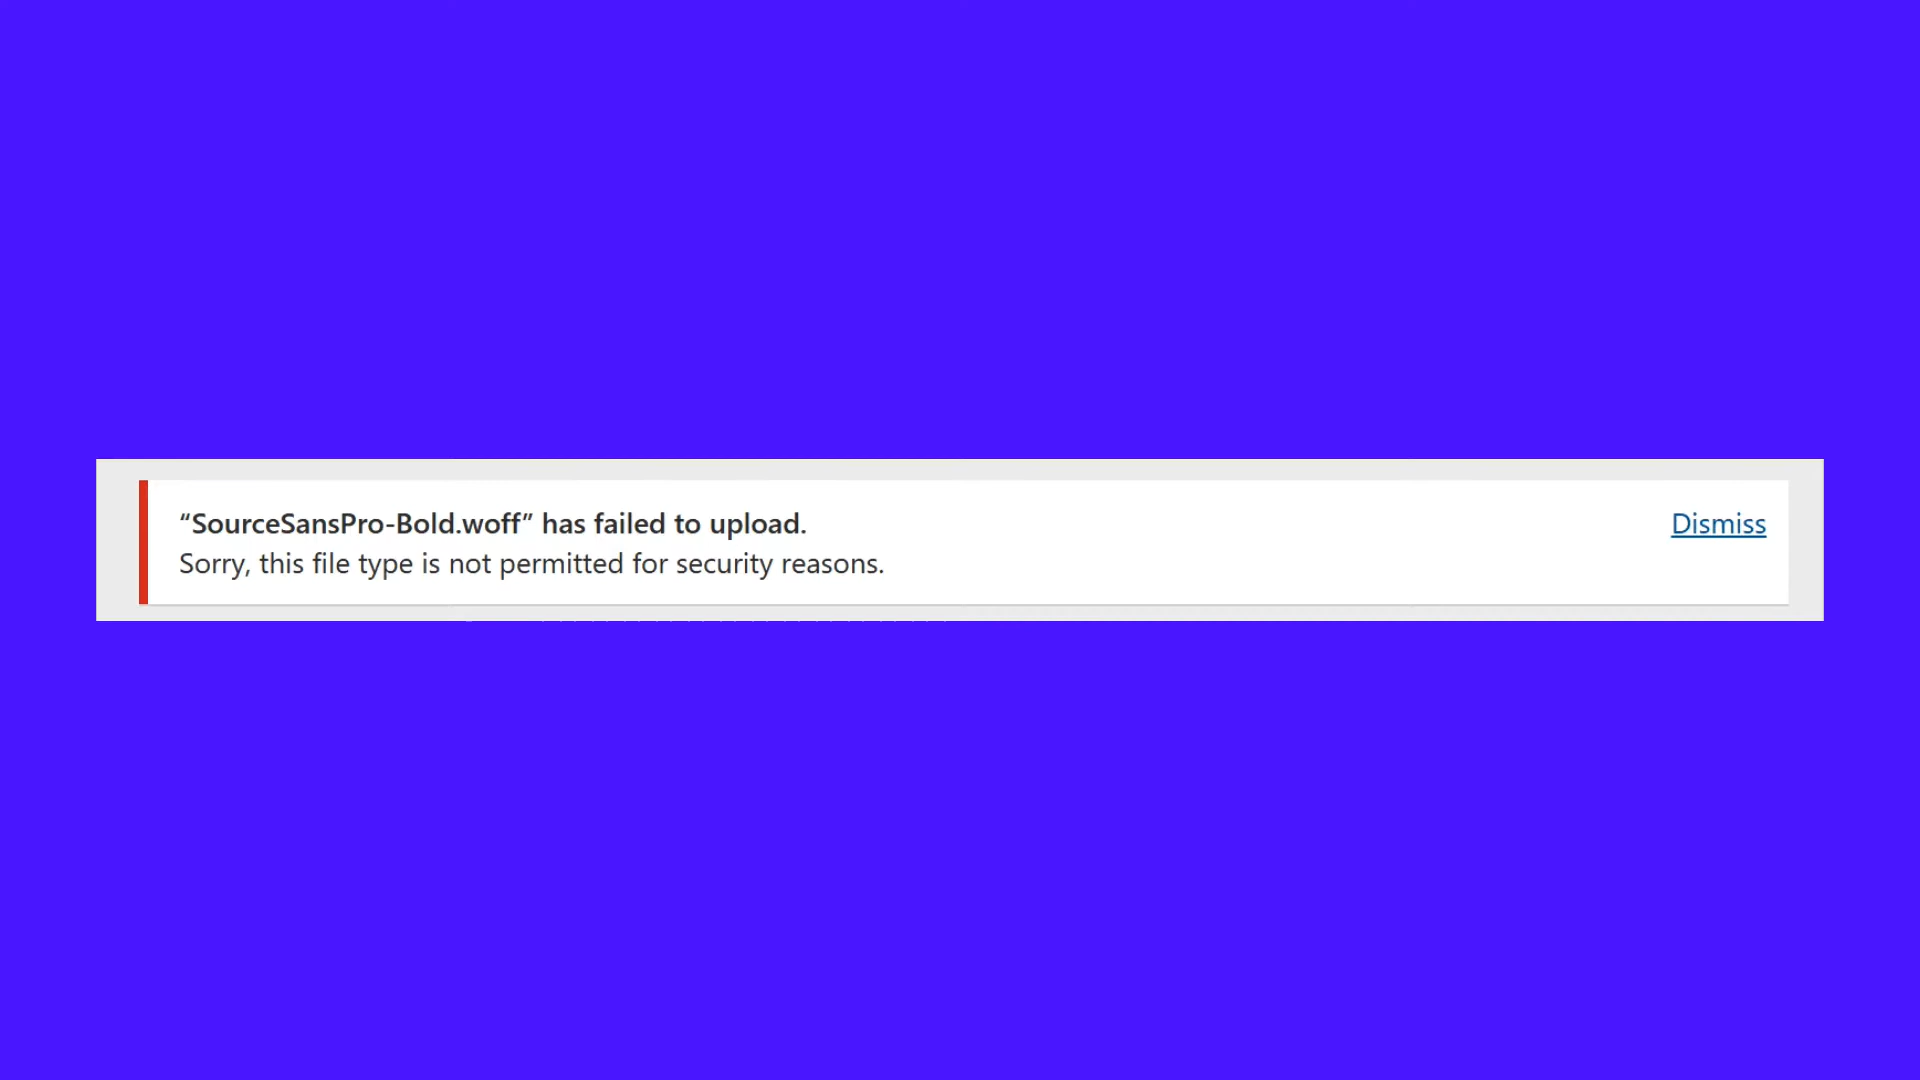 “SourceSansPro-Bold.woff” has failed to upload.
Dismiss
Sorry, this file type is not permitted for security reasons.